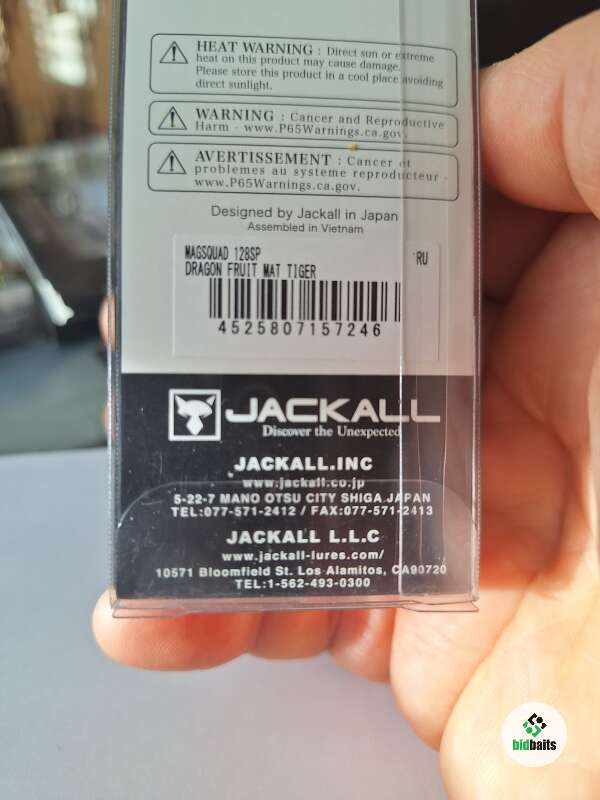 HEAT WARNING : Direct sun or extreme
heat on this product may cause damage.
Please store this product in a cool place avoiding
direct sunlight.
WARNING : Cancer and Reproductive
Harm - www.P65Warnings.ca.gov.
AVERTISSEMENT : Cancer et
problemes au systeme reproducteur -
www.P65Warnings.ca.gov.
Designed by Jackall in Japan
Assembled in Vietnam
MAGSQUAD 128SP RU
DRAGON FRUIT MAT TIGER
4525807157246
JACKALL
Discover the Unexpected
JACKALL.INC
www.jackall.co.jp
5-22-7 MANO OTSU CITY SHIGA JAPAN
TEL:077-571-2412 / FAX:077-571-2413
JACKALL L.L.C
www.jackall-lures.com/
10571 Bloomfield St. Los Alamitos, CA90720
TEL:1-562-493-0300
bidbaits